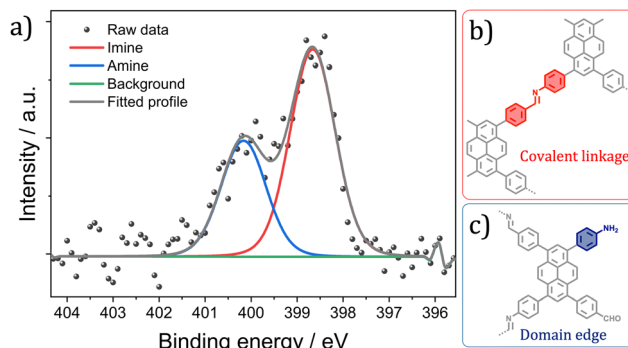 a)
Raw data
Imine
Amine
Background
Fitted profile
Intensity / a.u.
404 403 402 401 400 399 398 397 396
Binding energy / eV
b)
N
Covalent linkage
c)
N
NH₂
N
CHO
Domain edge